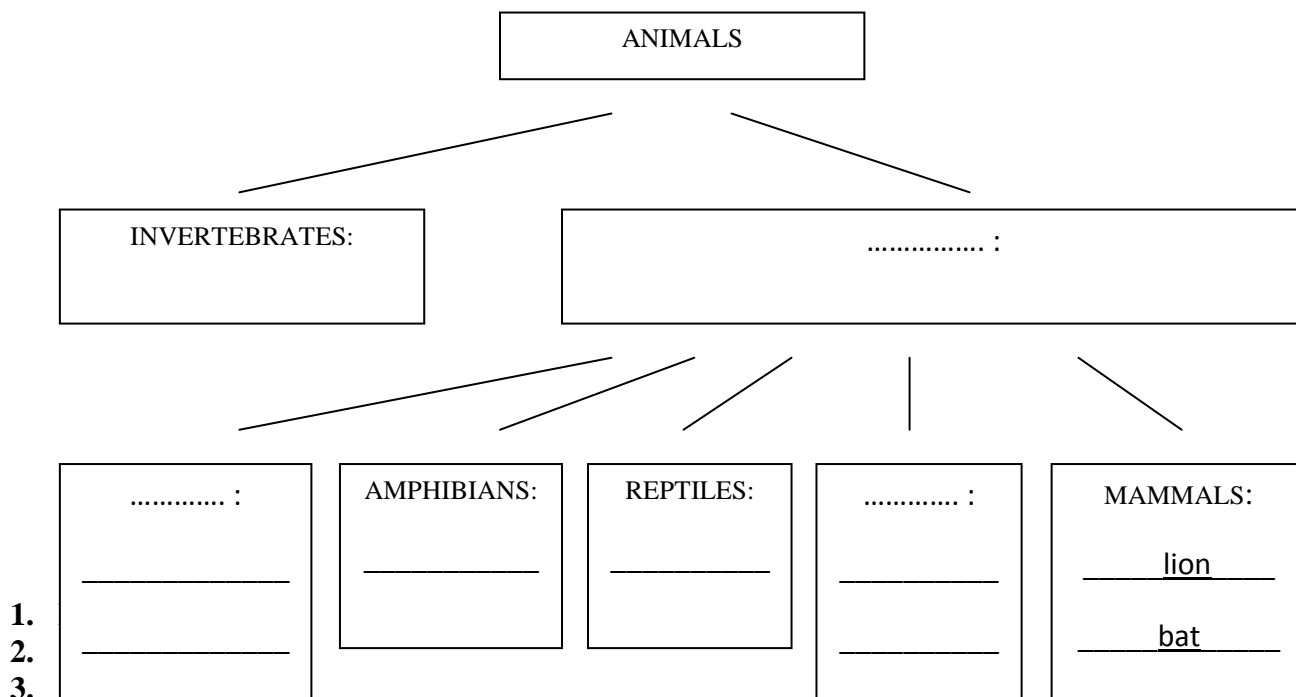 ANIMALS
INVERTEBRATES:
................ :
............ :
AMPHIBIANS:
REPTILES:
............. :
MAMMALS:
lion
bat
1.
2.
3.